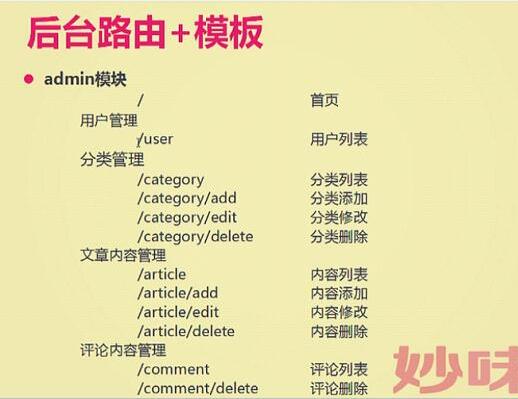 后台路由+模板
admin模块
/ 首页
用户管理
/user 用户列表
分类管理
/category 分类列表
/category/add 分类添加
/category/edit 分类修改
/category/delete 分类删除
文章内容管理
/article 内容列表
/article/add 内容添加
/article/edit 内容修改
/article/delete 内容删除
评论内容管理
/comment 评论列表
/comment/delete 评论删除
妙味